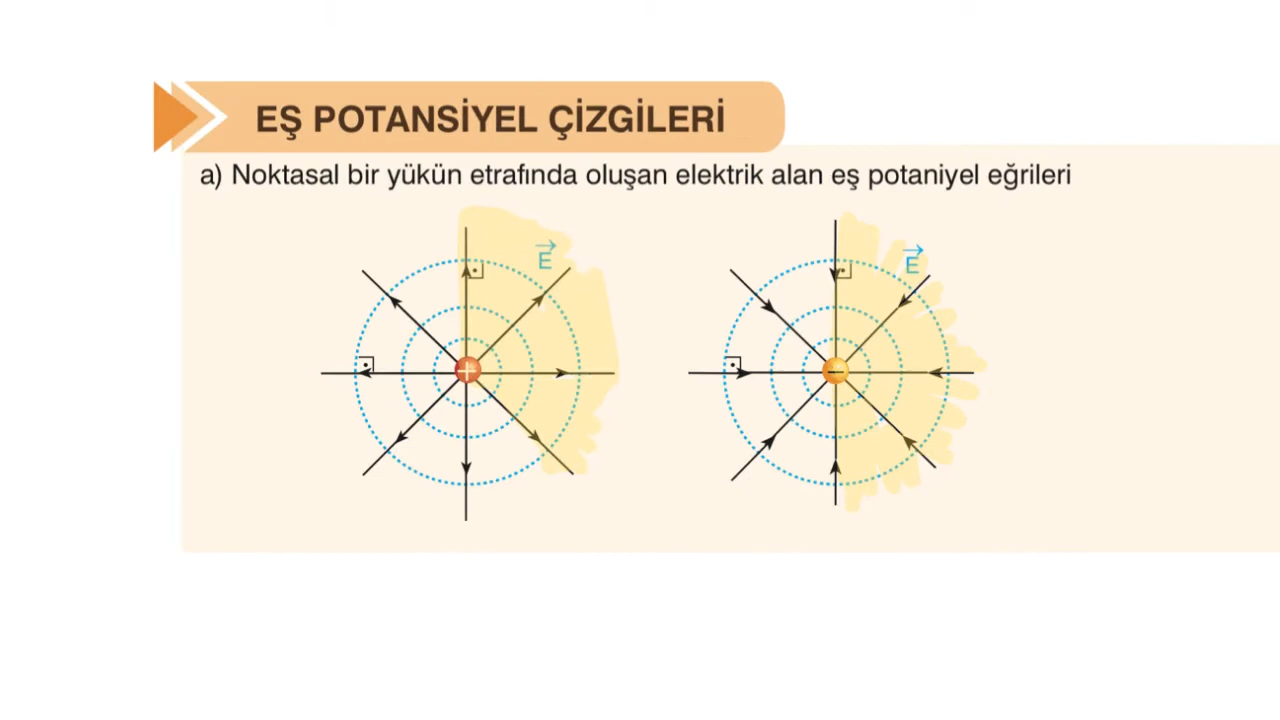 EŞ POTANSİYEL ÇİZGİLERİ
a) Noktasal bir yükün etrafında oluşan elektrik alan eş potaniyel eğrileri
E
E
+
−